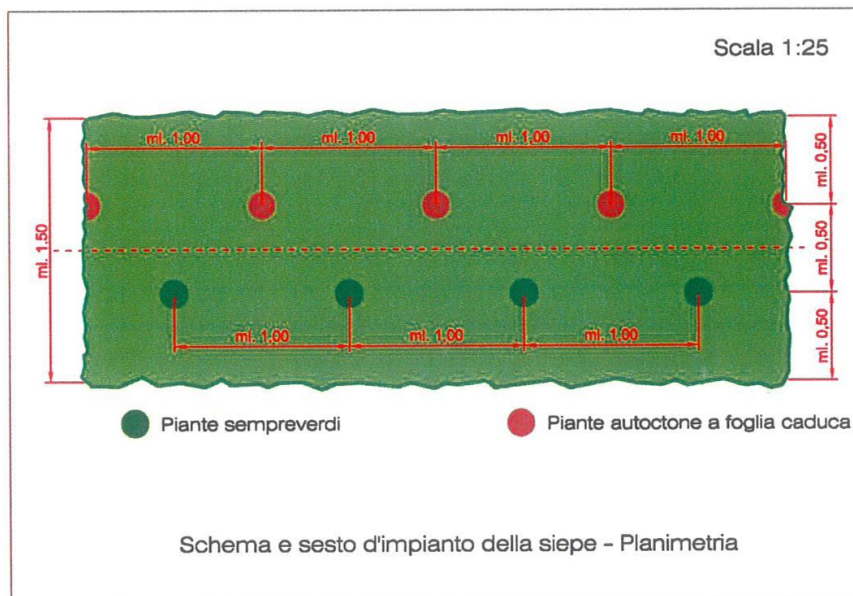 Scala 1:25
ml. 1,00 ml. 1,00 ml. 1,00 ml. 1,00
ml. 0,50
ml. 1.50
ml. 0,50
ml. 1,00 ml. 1,00 ml. 1,00
ml. 0,50
Piante sempreverdi Piante autoctone a foglia caduca
Schema e sesto d'impianto della siepe - Planimetria